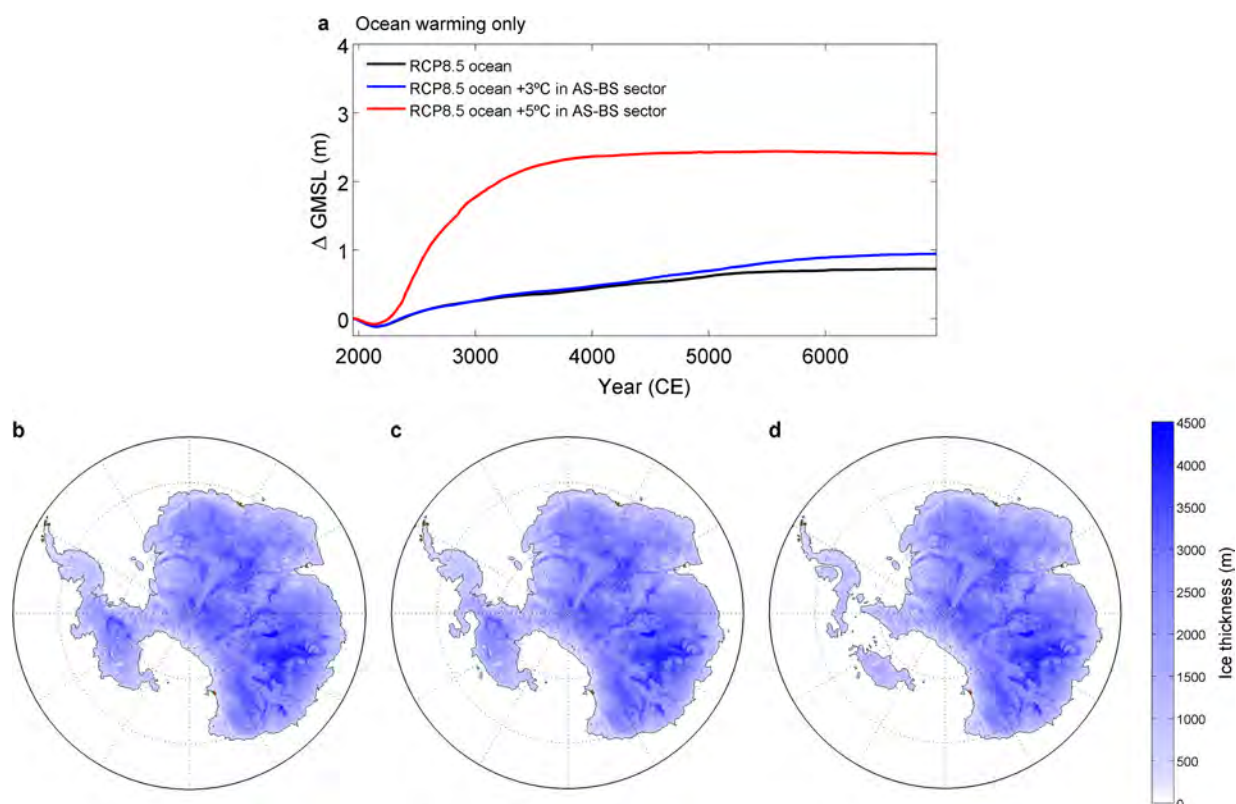 a Ocean warming only
Δ GMSL (m)
4
3
2
1
0
RCP8.5 ocean
RCP8.5 ocean +3ºC in AS-BS sector
RCP8.5 ocean +5ºC in AS-BS sector
2000 3000 4000 5000 6000
Year (CE)
b c d
4500
4000
3500
3000
2500
2000
1500
1000
500
0
Ice thickness (m)